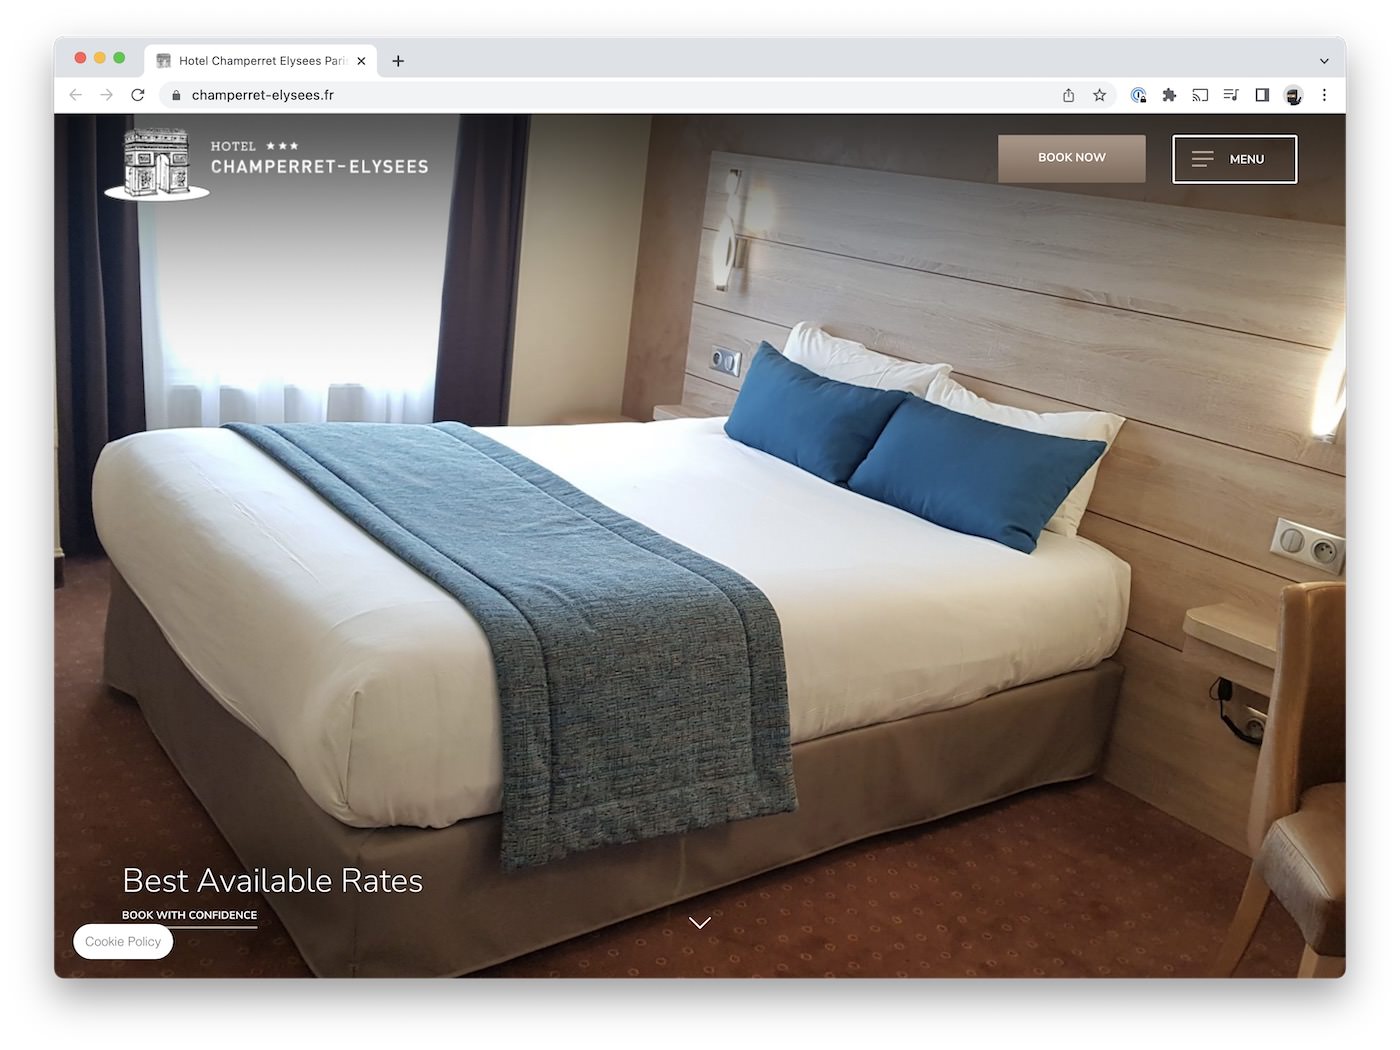 Hotel Champerret Elysees Paris
champerret-elysees.fr
HOTEL ★★★
CHAMPERRET-ELYSEES
BOOK NOW
MENU
Best Available Rates
BOOK WITH CONFIDENCE
Cookie Policy